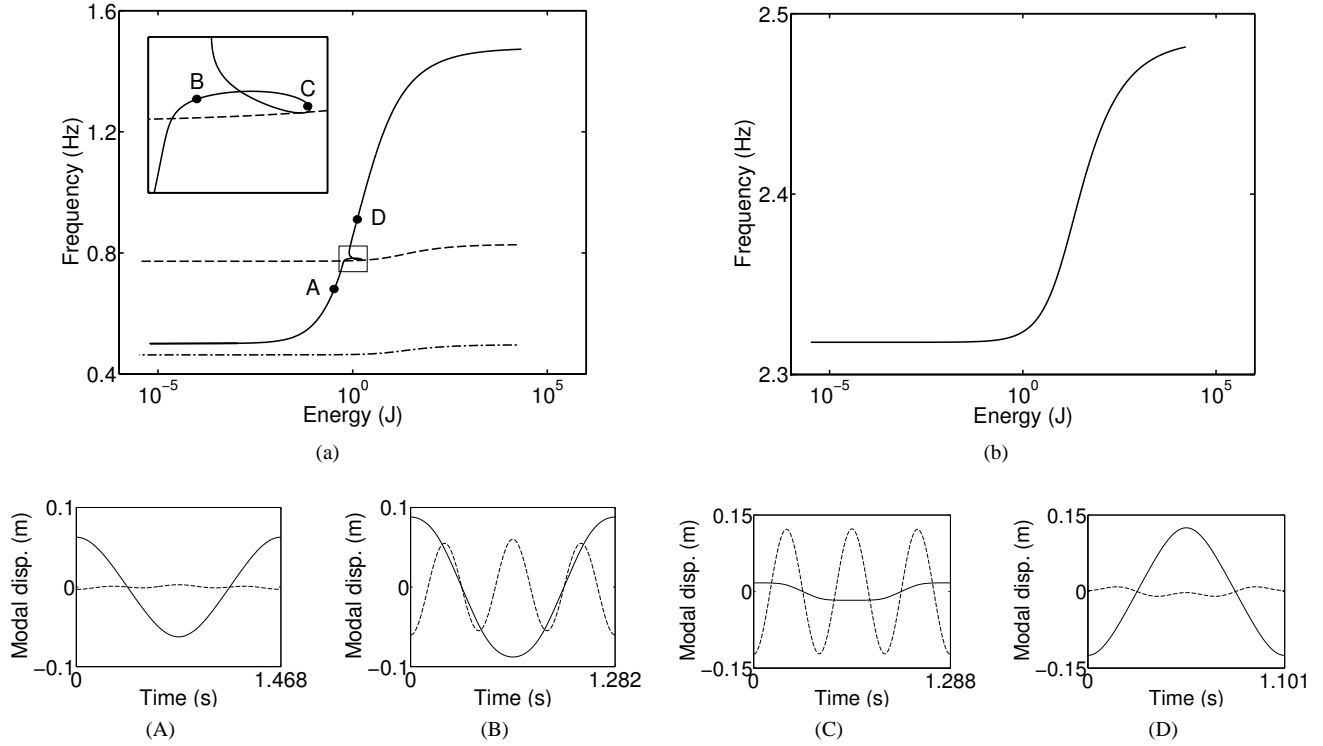 1.6
1.2
0.8
0.4
Frequency (Hz)
B
C
D
A
10^-5
10^0
10^5
Energy (J)
(a)
2.5
2.4
2.3
Frequency (Hz)
10^-5
10^0
10^5
Energy (J)
(b)
0.1
0
−0.1
Modal disp. (m)
0
1.468
Time (s)
(A)
0.1
0
−0.1
Modal disp. (m)
0
1.282
Time (s)
(B)
0.15
0
−0.15
Modal disp. (m)
0
1.288
Time (s)
(C)
0.15
0
−0.15
Modal disp. (m)
0
1.101
Time (s)
(D)